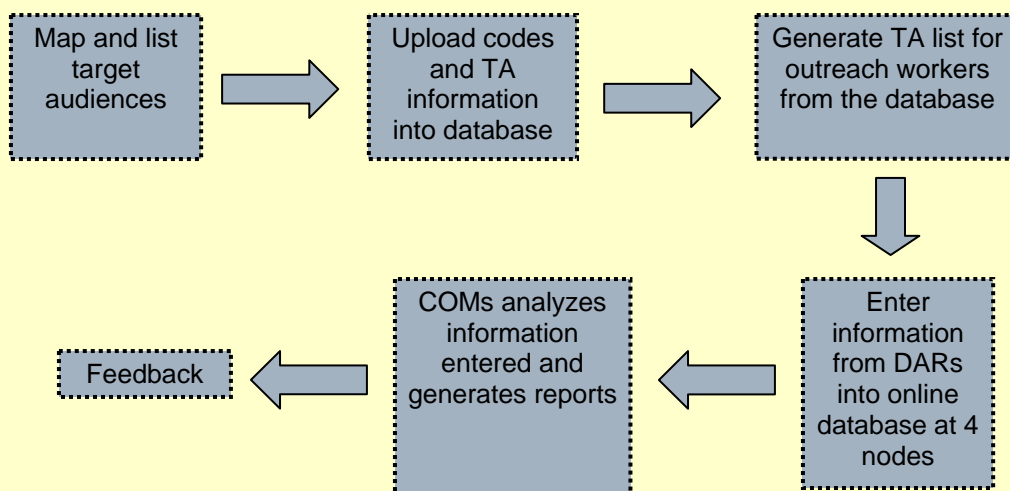 Map and list
target
audiences
Upload codes
and TA
information
into database
Generate TA list for
outreach workers
from the database
Enter
information
from DARs
into online
database at 4
nodes
COMs analyzes
information
entered and
generates reports
Feedback